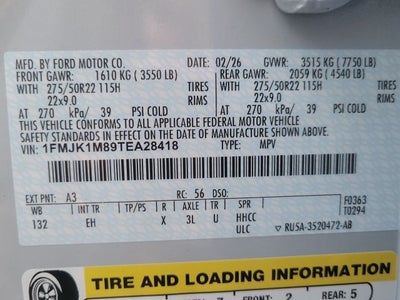 MFD. BY FORD MOTOR CO. 02/26 GVWR: 3515 KG ( 7750 LB)
FRONT GAWR: 1610 KG ( 3550 LB) REAR GAWR: 2059 KG ( 4540 LB)
WITH 275/50R22 115H TIRES WITH 275/50R22 115H TIRES
22x9.0 RIMS 22x9.0 RIMS
AT 270 kPa/ 39 PSI COLD AT 270 kPa/ 39 PSI COLD
THIS VEHICLE CONFORMS TO ALL APPLICABLE FEDERAL MOTOR VEHICLE
SAFETY STANDARDS IN EFFECT ON THE DATE OF MANUFACTURE SHOWN ABOVE.
VIN: 1FMJK1M89TEA28418 TYPE: MPV
EXT PNT: A3 RC: 56 DSO: F0363
WB INT TR TP/PS R AXLE TR SPR T0294
132 EH X 3L U HHCC
ULC RU5A-3520472-AB
TIRE AND LOADING INFORMATION
FRONT: 2 REAR: 5